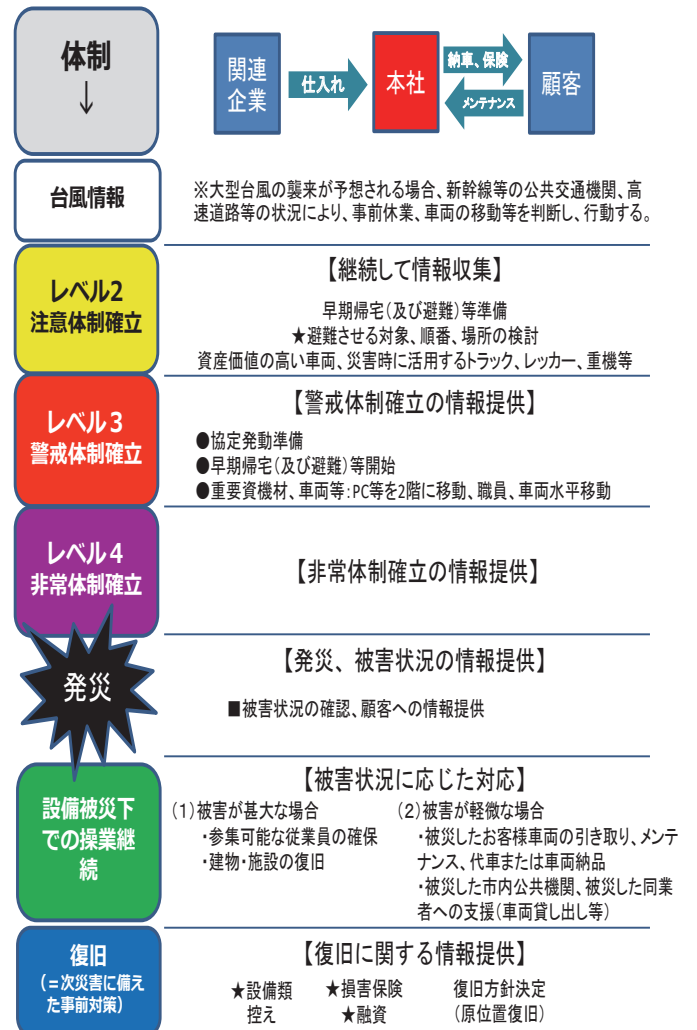 体制
↓
関連
企業
仕入れ
本社
納車、保険
メンテナンス
顧客
台風情報
※大型台風の襲来が予想される場合、新幹線等の公共交通機関、高
速道路等の状況により、事前休業、車両の移動等を判断し、行動する。
レベル2
注意体制確立
【継続して情報収集】
早期帰宅(及び避難)等準備
★避難させる対象、順番、場所の検討
資産価値の高い車両、災害時に活用するトラック、レッカー、重機等
レベル3
警戒体制確立
【警戒体制確立の情報提供】
●協定発動準備
●早期帰宅(及び避難)等開始
●重要資機材、車両等:PC等を2階に移動、職員、車両水平移動
レベル4
非常体制確立
【非常体制確立の情報提供】
発災
【発災、被害状況の情報提供】
■被害状況の確認、顧客への情報提供
設備被災下
での操業継
続
【被害状況に応じた対応】
(1)被害が甚大な場合
・参集可能な従業員の確保
・建物・施設の復旧
(2)被害が軽微な場合
・被災したお客様車両の引き取り、メンテ
ナンス、代車または車両納品
・被災した市内公共機関、被災した同業
者への支援(車両貸し出し等)
復旧
(=次災害に備え
た事前対策)
【復旧に関する情報提供】
★設備類
控え
★損害保険
★融資
復旧方針決定
(原位置復旧)